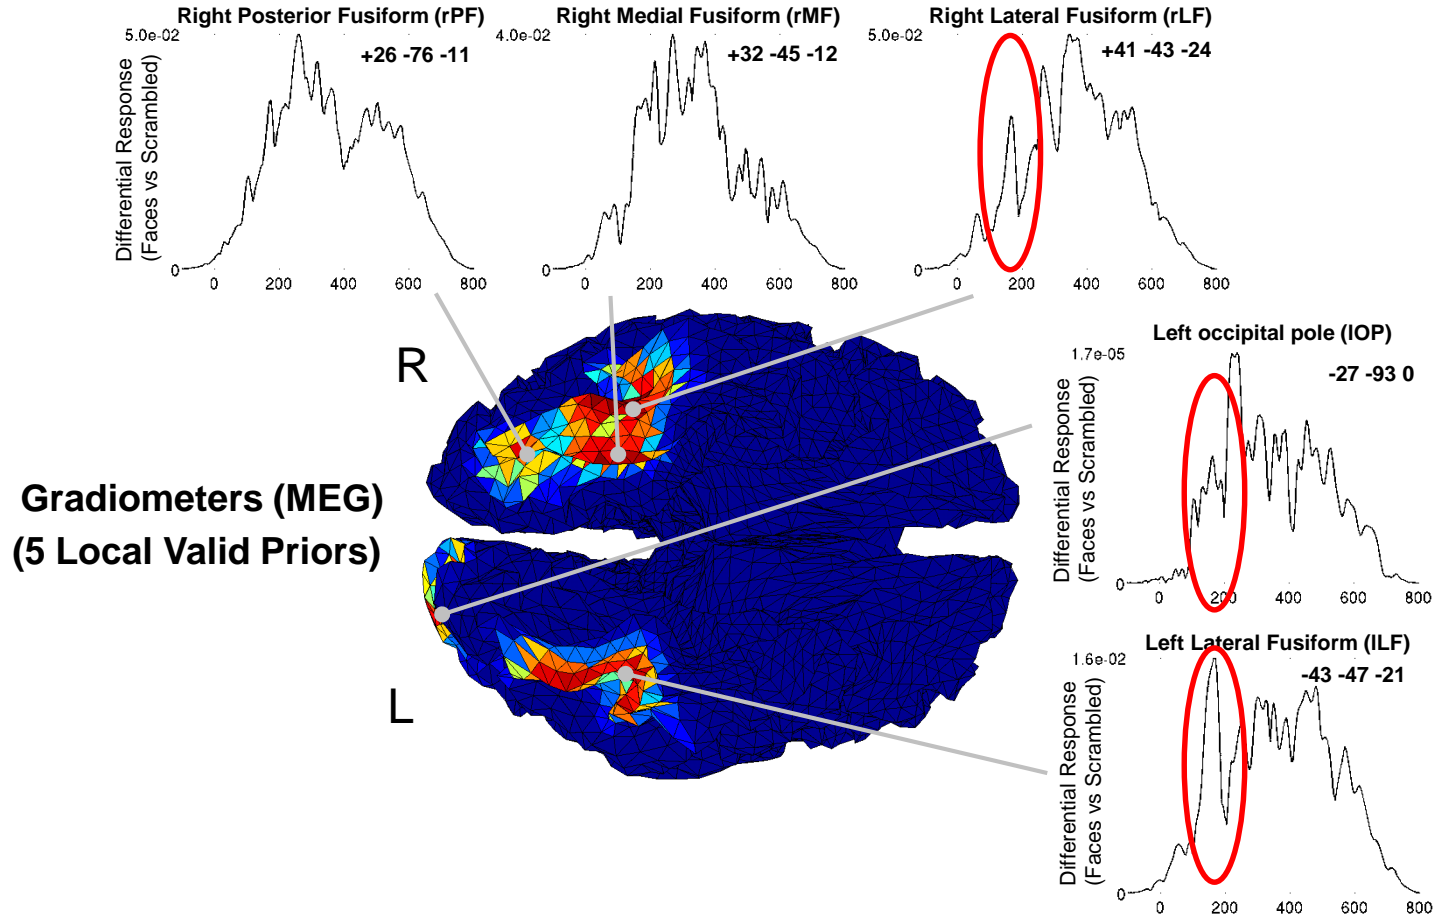 Right Posterior Fusiform (rPF)
5.0e-02
+26 -76 -11
Differential Response
(Faces vs Scrambled)
0
0 200 400 600 800
Right Medial Fusiform (rMF)
4.0e-02
+32 -45 -12
0
0 200 400 600 800
Right Lateral Fusiform (rLF)
5.0e-02
+41 -43 -24
0
0 200 400 600 800
R
Gradiometers (MEG)
(5 Local Valid Priors)
L
Left occipital pole (lOP)
1.7e-05
-27 -93 0
Differential Response
(Faces vs Scrambled)
0
0 200 400 600 800
Left Lateral Fusiform (lLF)
1.6e-02
-43 -47 -21
Differential Response
(Faces vs Scrambled)
0
0 200 400 600 800